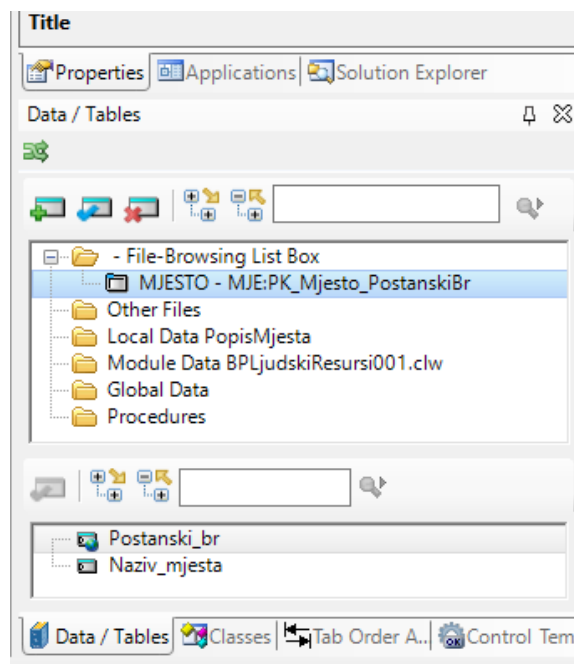 Title
Properties Applications Solution Explorer
Data / Tables
- File-Browsing List Box
MJESTO - MJE:PK_Mjesto_PostanskiBr
Other Files
Local Data PopisMjesta
Module Data BPLjudskiResursi001.clw
Global Data
Procedures
Postanski_br
Naziv_mjesta
Data / Tables Classes Tab Order A.. Control Tem